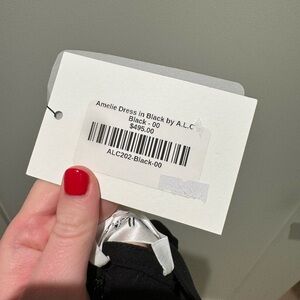 Amelie Dress in Black by A.L.C
Black - 00
$495.00
ALC202-Black-00